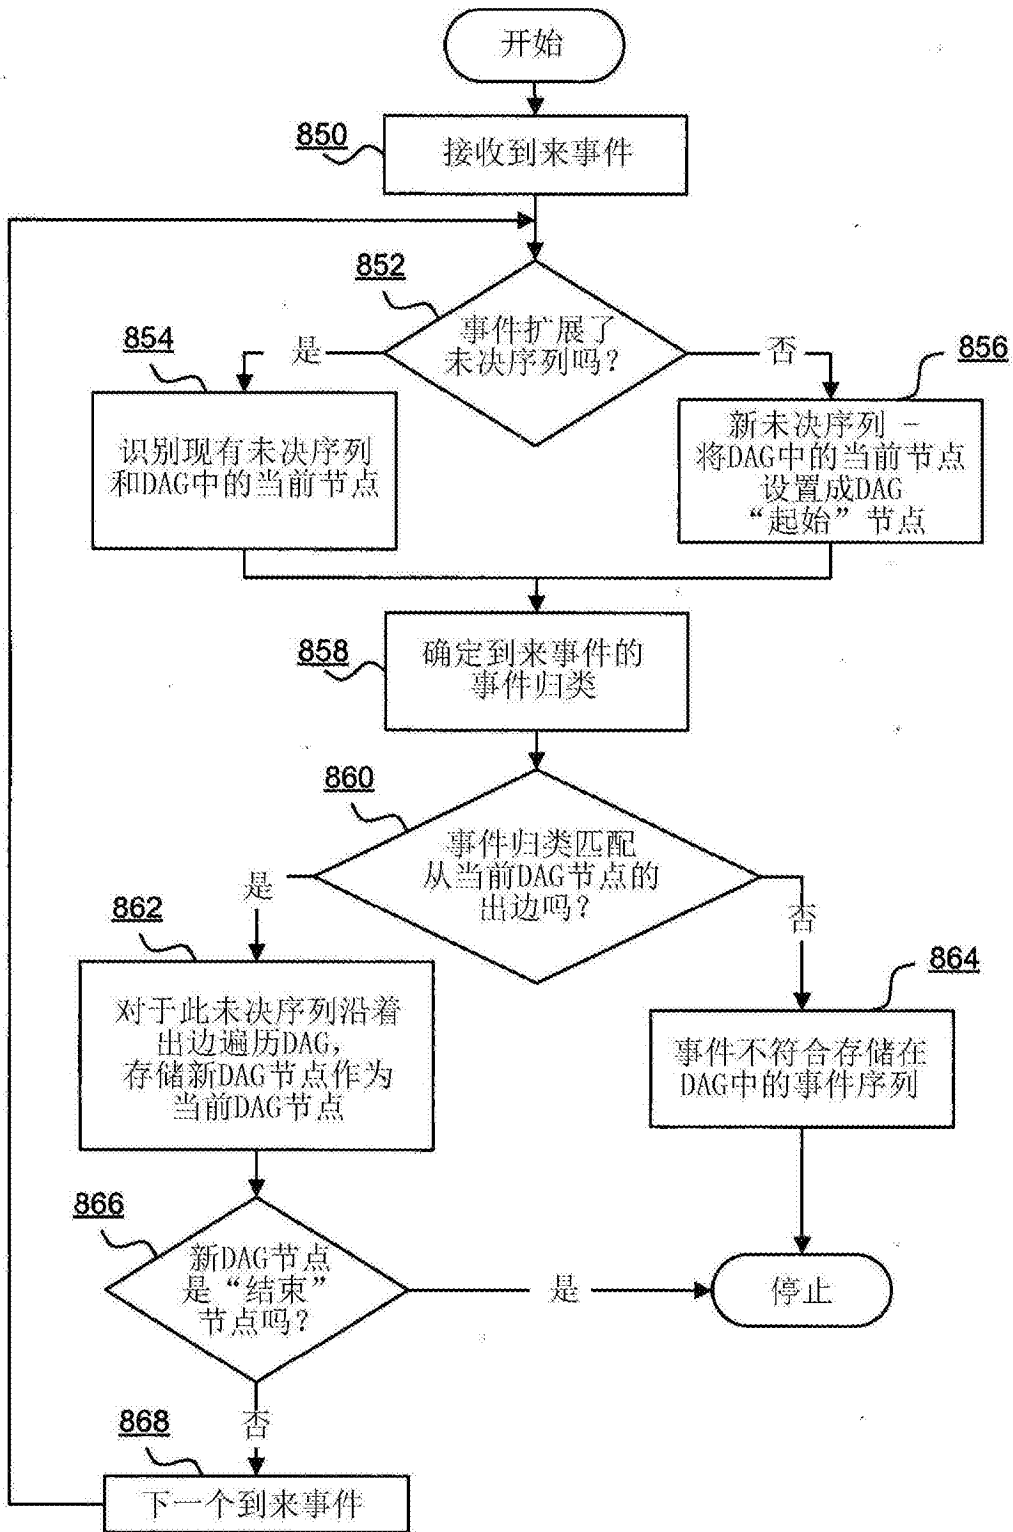 开始
850
接收到来事件
852
事件扩展了
未决序列吗？
854
是
否
856
识别现有未决序列
和DAG中的当前节点
新未决序列 -
将DAG中的当前节点
设置成DAG
“起始”节点
858
确定到来事件的
事件归类
860
事件归类匹配
从当前DAG节点的
出边吗？
是
否
862
对于此未决序列沿着
出边遍历DAG，
存储新DAG节点作为
当前DAG节点
864
事件不符合存储在
DAG中的事件序列
866
新DAG节点
是“结束”
节点吗？
是
停止
否
868
下一个到来事件